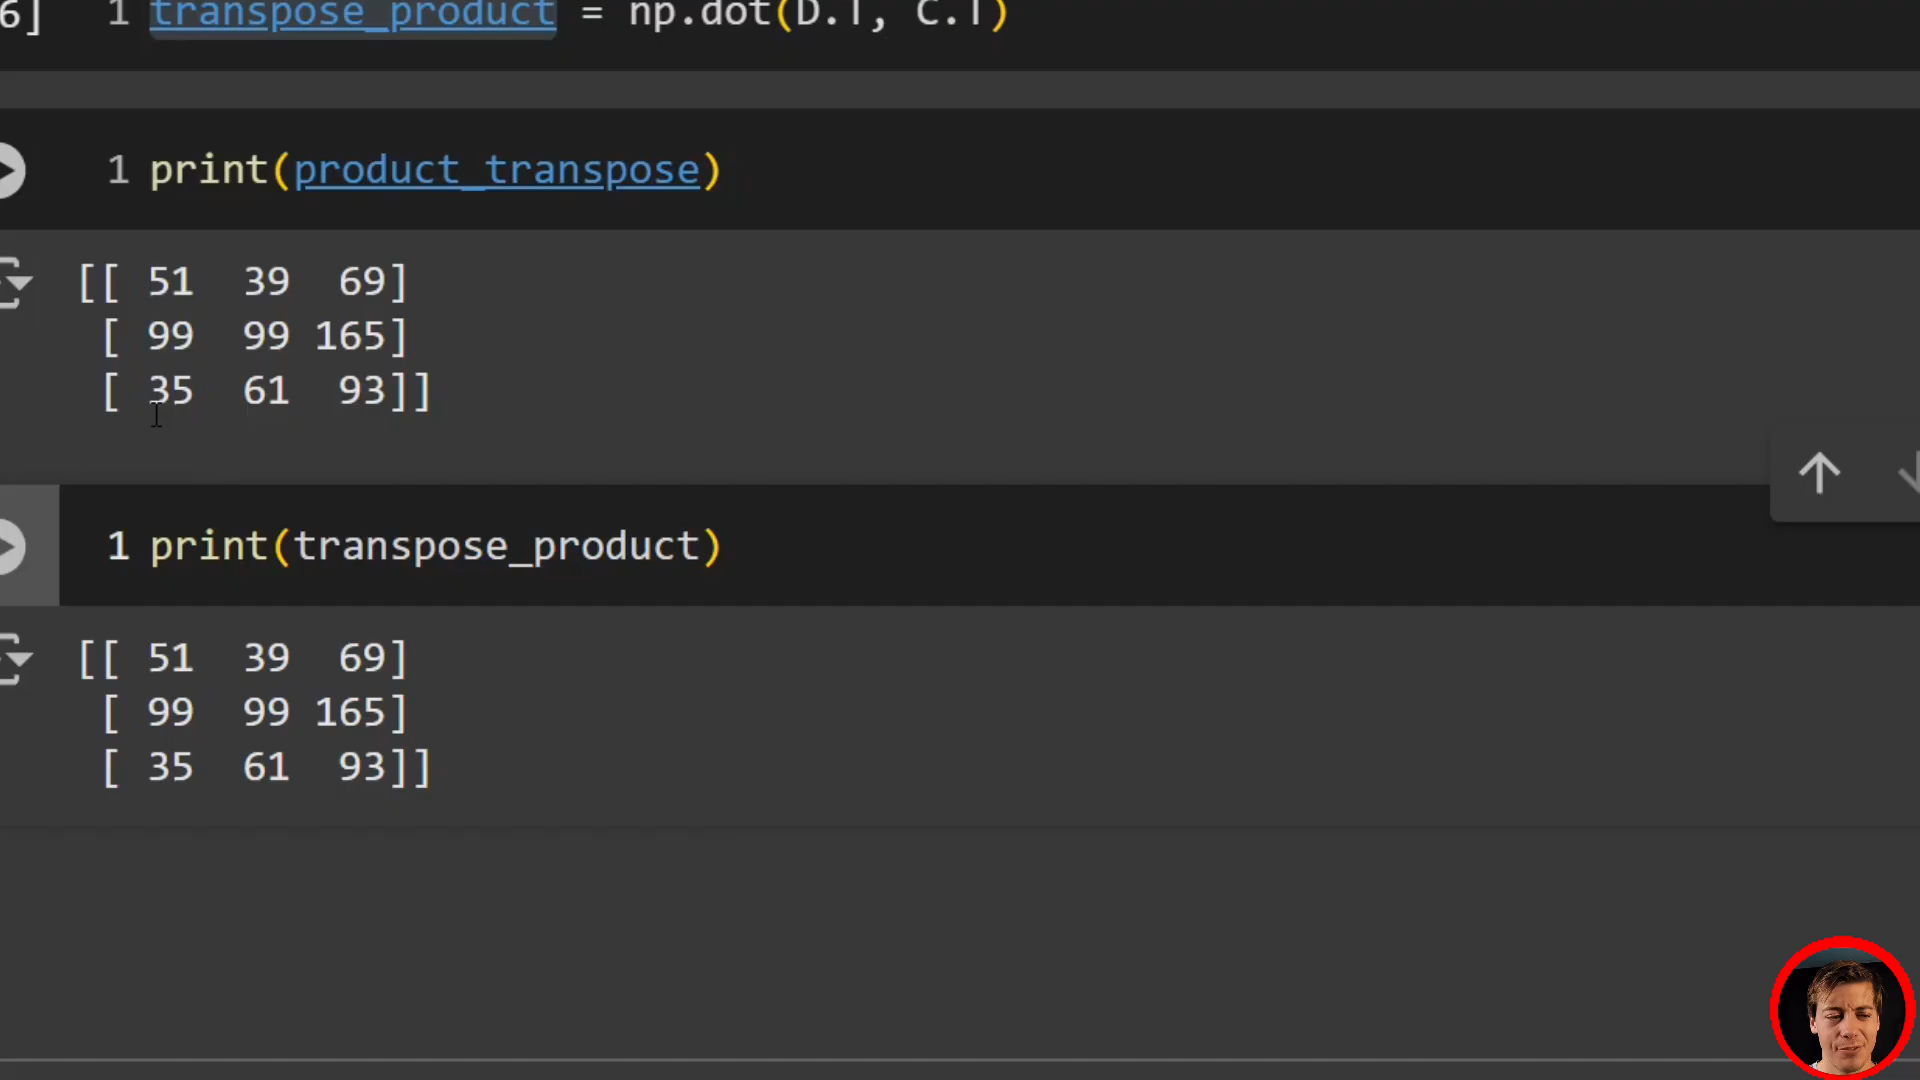 6] 1 transpose_product = np.dot(D.T, C.T)
1 print(product_transpose)
[[ 51 39 69]
[ 99 99 165]
[ 35 61 93]]
1 print(transpose_product)
[[ 51 39 69]
[ 99 99 165]
[ 35 61 93]]